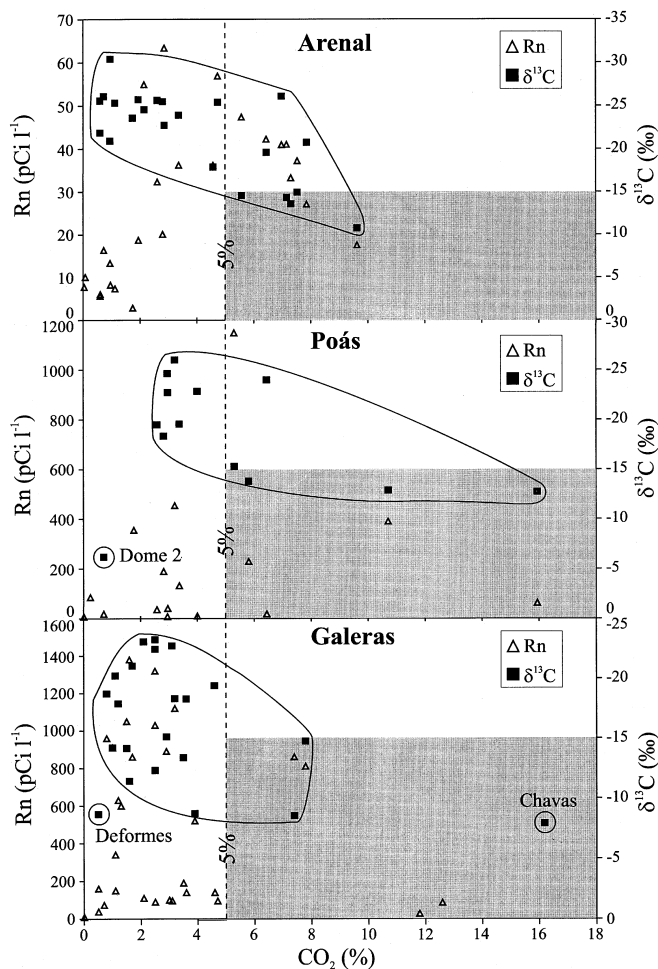 Arenal
Rn
δ¹³C
Rn (pCi l⁻¹)
70
60
50
40
30
20
10
0
-35
-30
-25
-20
-15
-10
-5
0
δ¹³C (‰)
5%
Poás
Rn
δ¹³C
Rn (pCi l⁻¹)
1200
1000
800
600
400
200
0
-30
-25
-20
-15
-10
-5
0
δ¹³C (‰)
5%
Dome 2
Galeras
Rn
δ¹³C
Rn (pCi l⁻¹)
1600
1400
1200
1000
800
600
400
200
0
-25
-20
-15
-10
-5
0
δ¹³C (‰)
5%
Deformes
Chavas
0 2 4 6 8 10 12 14 16 18
CO₂ (%)